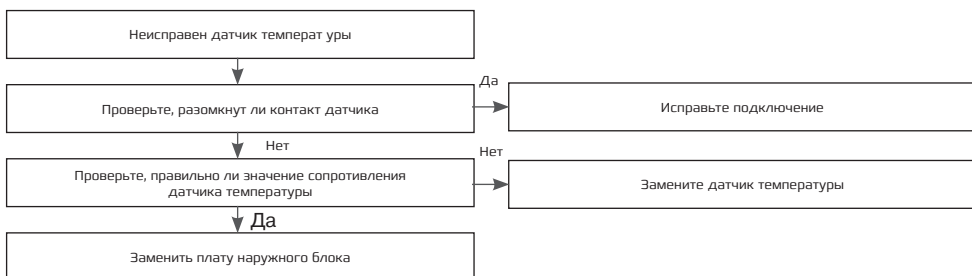 Неисправен датчик температ уры
Да
Проверьте, разомкнут ли контакт датчика
Исправьте подключение
Нет
Нет
Проверьте, правильно ли значение сопротивления
датчика температуры
Замените датчик температуры
Да
Заменить плату наружного блока